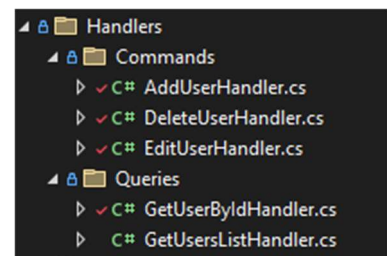 Handlers
Commands
C# AddUserHandler.cs
C# DeleteUserHandler.cs
C# EditUserHandler.cs
Queries
C# GetUserByIdHandler.cs
C# GetUsersListHandler.cs